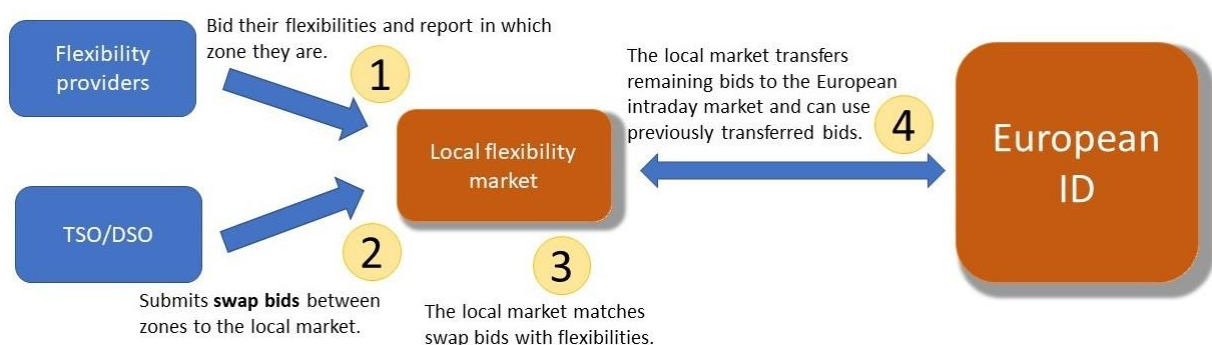 Flexibility
providers
Bid their flexibilities and report in which
zone they are.
1
TSO/DSO
2
Submits swap bids between
zones to the local market.
Local flexibility
market
3
The local market matches
swap bids with flexibilities.
The local market transfers
remaining bids to the European
intraday market and can use
previously transferred bids.
4
European
ID